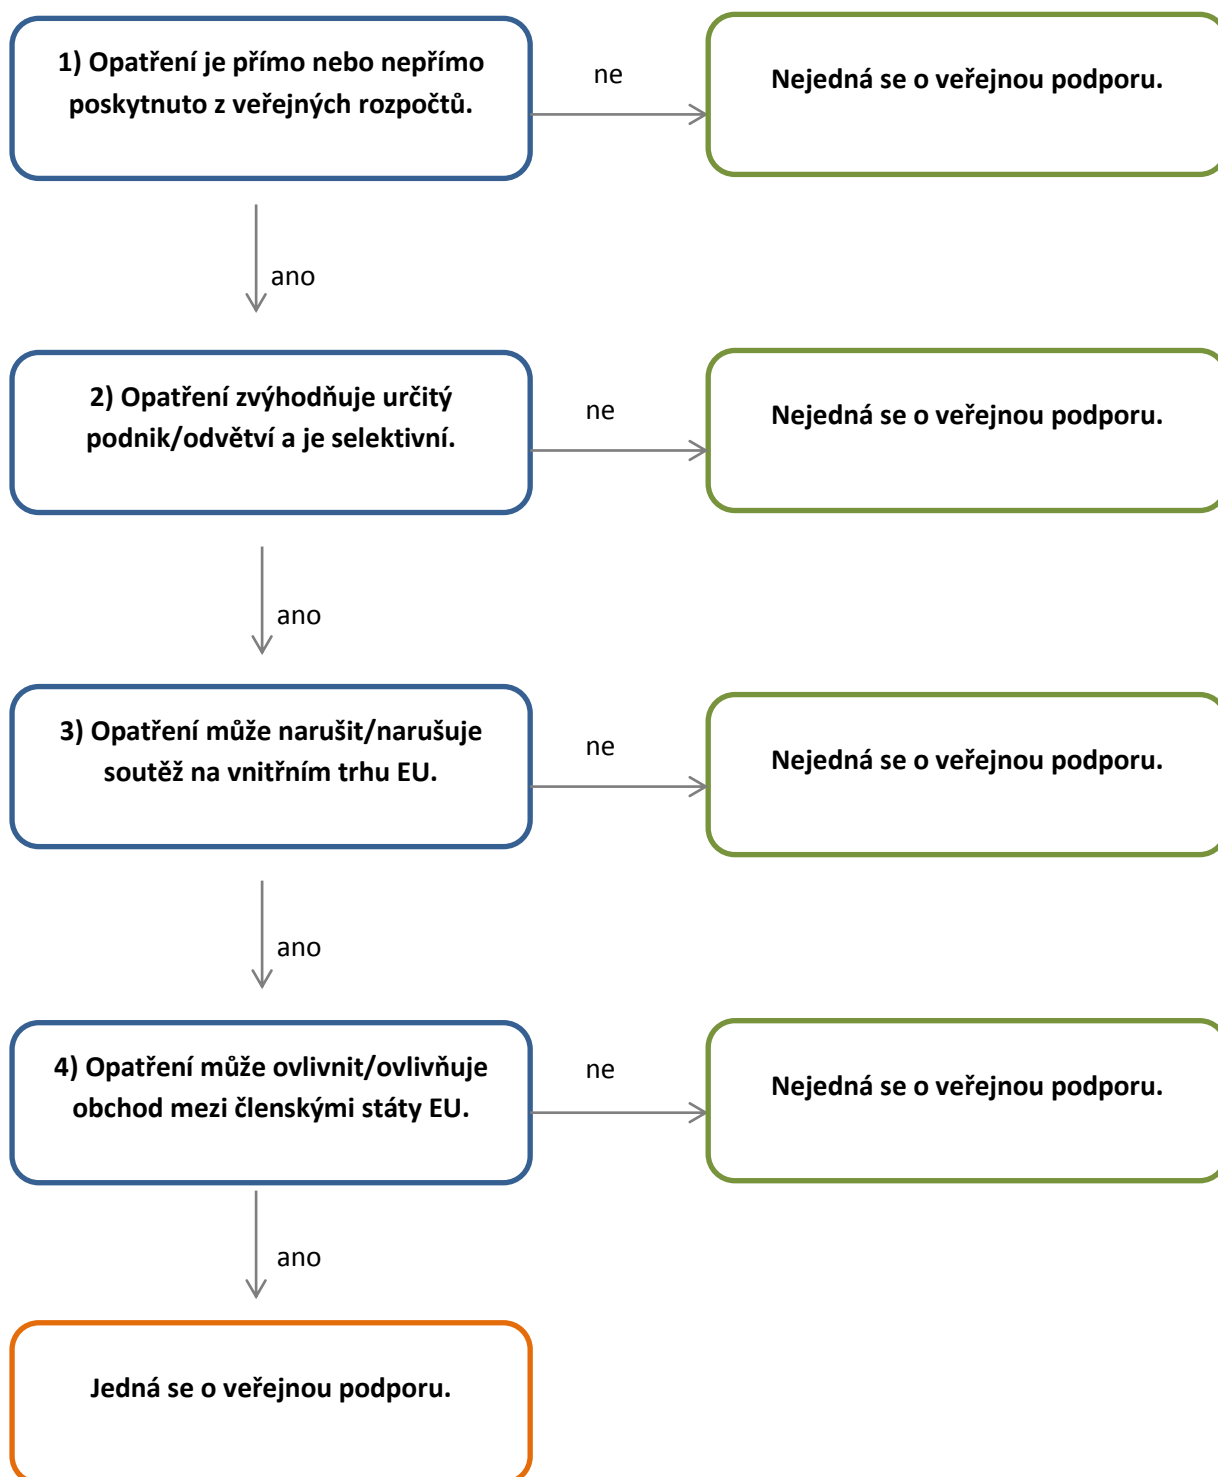 1) Opatření je přímo nebo nepřímo
poskytnuto z veřejných rozpočtů.
ne
Nejedná se o veřejnou podporu.
ano
2) Opatření zvýhodňuje určitý
podnik/odvětví a je selektivní.
ne
Nejedná se o veřejnou podporu.
ano
3) Opatření může narušit/narušuje
soutěž na vnitřním trhu EU.
ne
Nejedná se o veřejnou podporu.
ano
4) Opatření může ovlivnit/ovlivňuje
obchod mezi členskými státy EU.
ne
Nejedná se o veřejnou podporu.
ano
Jedná se o veřejnou podporu.